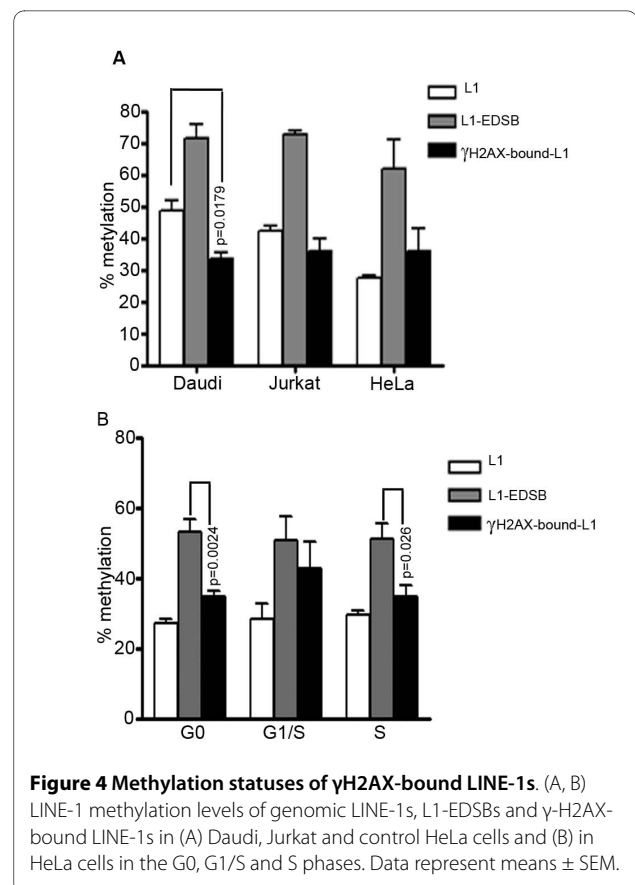 A
L1
L1-EDSB
γH2AX-bound-L1
80
70
60
50
40
30
20
10
0
% metylation
p=0.0179
Daudi
Jurkat
HeLa
B
L1
L1-EDSB
γH2AX-bound-L1
80
60
40
20
0
% methylation
p=0.0024
p=0.026
G0
G1/S
S
Figure 4 Methylation statuses of γH2AX-bound LINE-1s. (A, B)
LINE-1 methylation levels of genomic LINE-1s, L1-EDSBs and γ-H2AX-
bound LINE-1s in (A) Daudi, Jurkat and control HeLa cells and (B) in
HeLa cells in the G0, G1/S and S phases. Data represent means ± SEM.